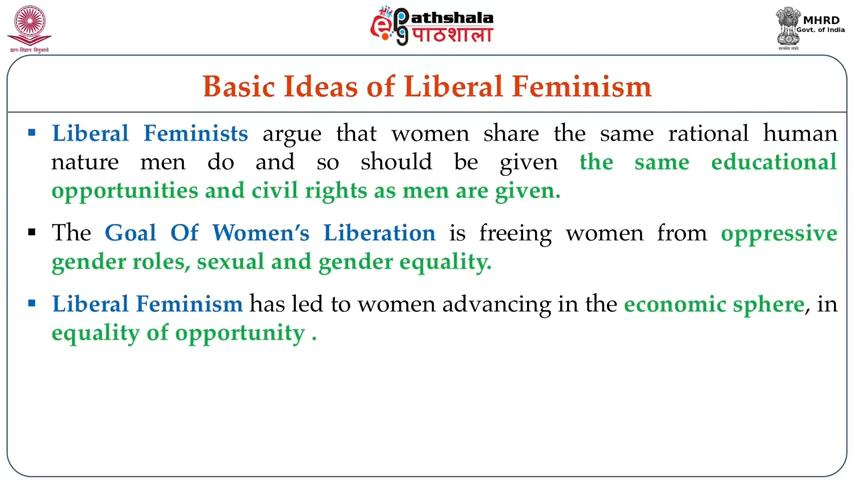 ePathshala
पाठशाला
MHRD
Govt. of India
Basic Ideas of Liberal Feminism
▪ Liberal Feminists argue that women share the same rational human
nature men do and so should be given the same educational
opportunities and civil rights as men are given.
▪ The Goal Of Women's Liberation is freeing women from oppressive
gender roles, sexual and gender equality.
▪ Liberal Feminism has led to women advancing in the economic sphere, in
equality of opportunity .